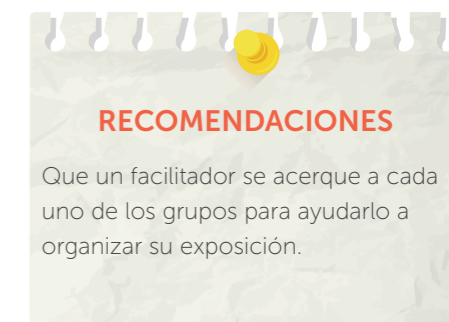 RECOMENDACIONES
Que un facilitador se acerque a cada
uno de los grupos para ayudarlo a
organizar su exposición.